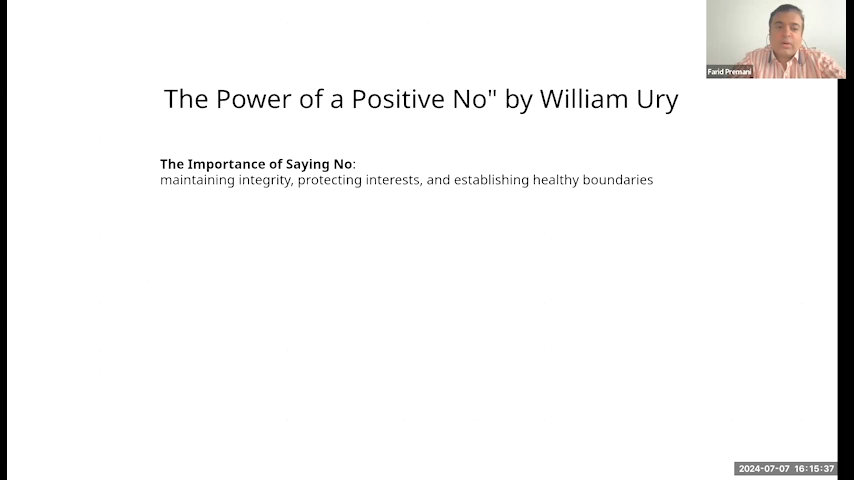 Farid Premani
The Power of a Positive No" by William Ury
The Importance of Saying No:
maintaining integrity, protecting interests, and establishing healthy boundaries
2024-07-07 16:15:37